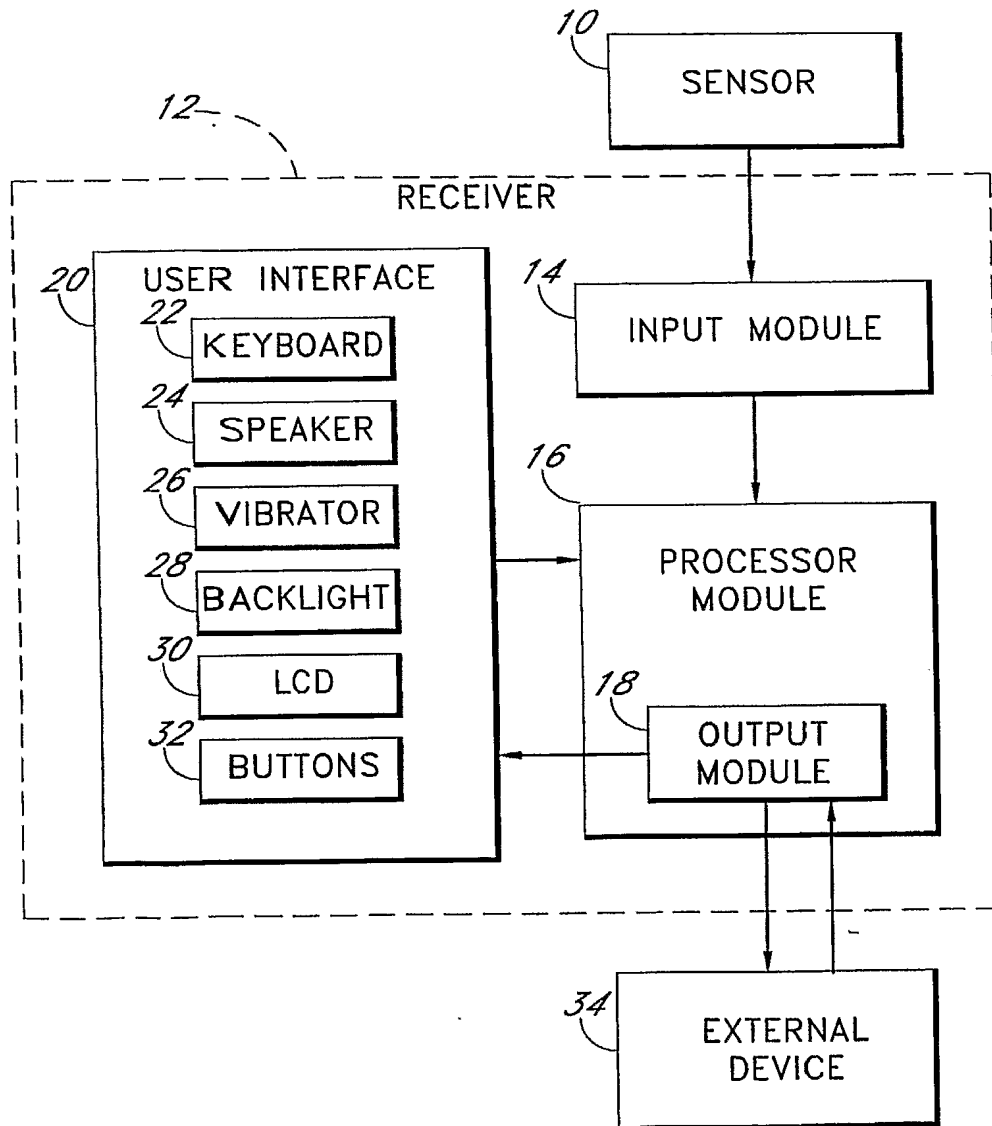 10
SENSOR
12
RECEIVER
20
USER INTERFACE
22
KEYBOARD
24
SPEAKER
26
VIBRATOR
28
BACKLIGHT
30
LCD
32
BUTTONS
14
INPUT MODULE
16
PROCESSOR
MODULE
18
OUTPUT
MODULE
34
EXTERNAL
DEVICE